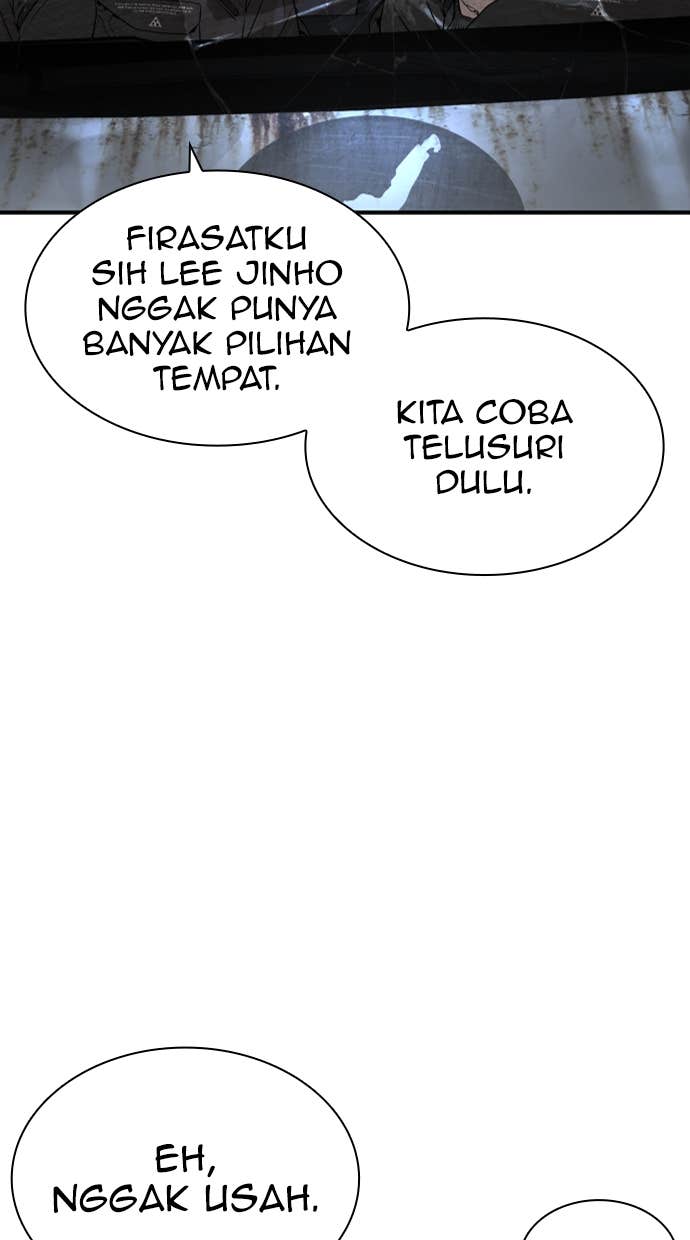 FIRASATKU
SIH LEE JINHO
NGGAK PUNYA
BANYAK PILIHAN
TEMPAT.
KITA COBA
TELUSURI
DULU.
EH,
NGGAK USAH.